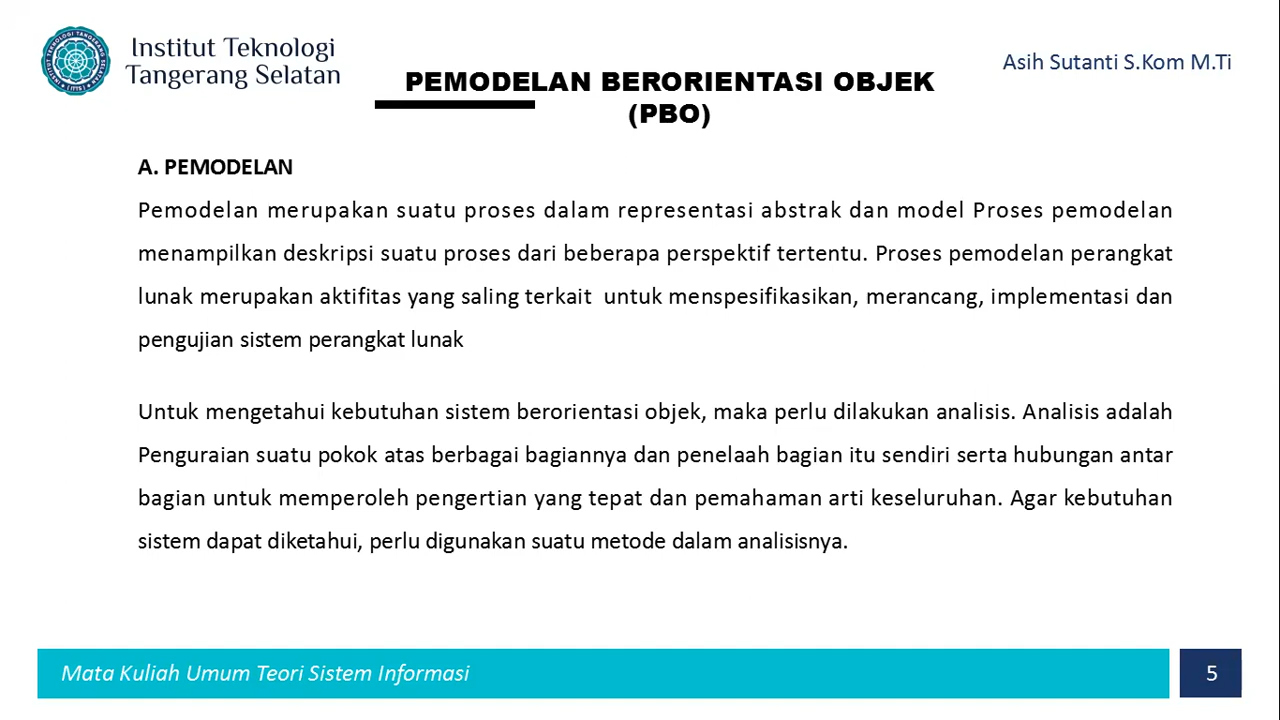 Institut Teknologi
Tangerang Selatan
Asih Sutanti S.Kom M.Ti
PEMODELAN BERORIENTASI OBJEK
(PBO)
A. PEMODELAN
Pemodelan merupakan suatu proses dalam representasi abstrak dan model Proses pemodelan
menampilkan deskripsi suatu proses dari beberapa perspektif tertentu. Proses pemodelan perangkat
lunak merupakan aktifitas yang saling terkait untuk menspesifikasikan, merancang, implementasi dan
pengujian sistem perangkat lunak
Untuk mengetahui kebutuhan sistem berorientasi objek, maka perlu dilakukan analisis. Analisis adalah
Penguraian suatu pokok atas berbagai bagiannya dan penelaah bagian itu sendiri serta hubungan antar
bagian untuk memperoleh pengertian yang tepat dan pemahaman arti keseluruhan. Agar kebutuhan
sistem dapat diketahui, perlu digunakan suatu metode dalam analisisnya.
Mata Kuliah Umum Teori Sistem Informasi
5